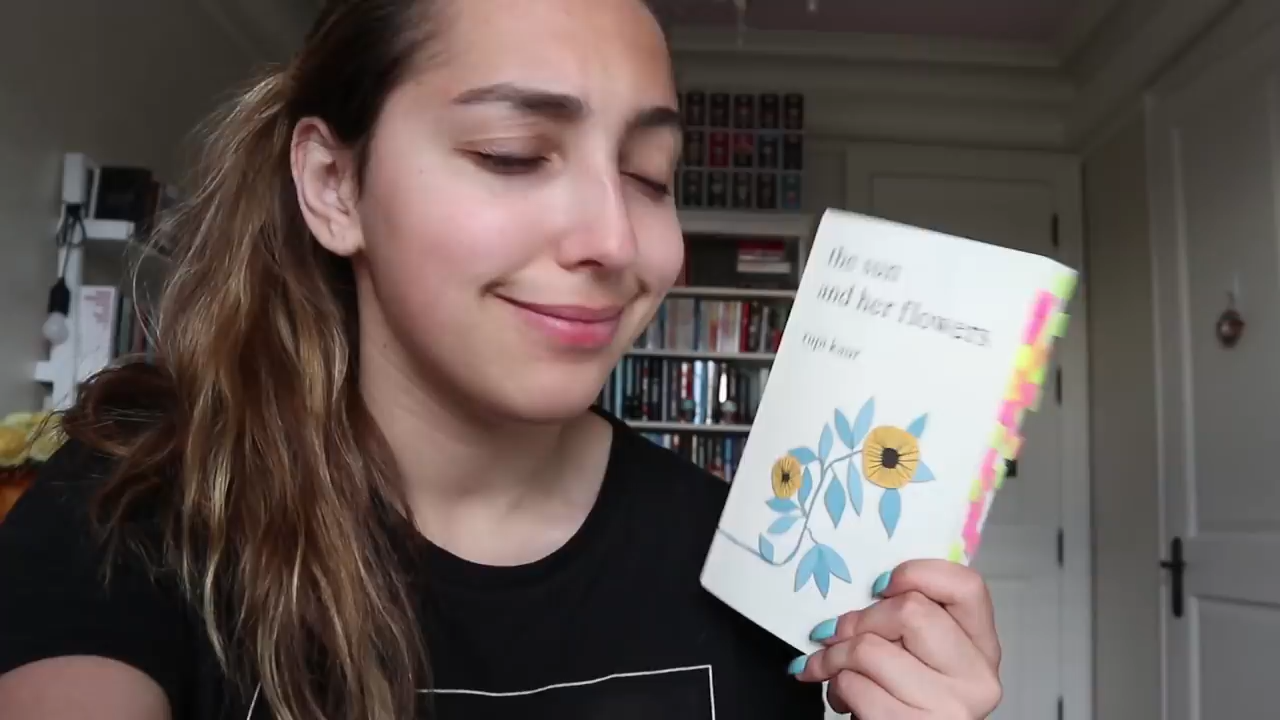 the sun
and her flowers
rupi kaur